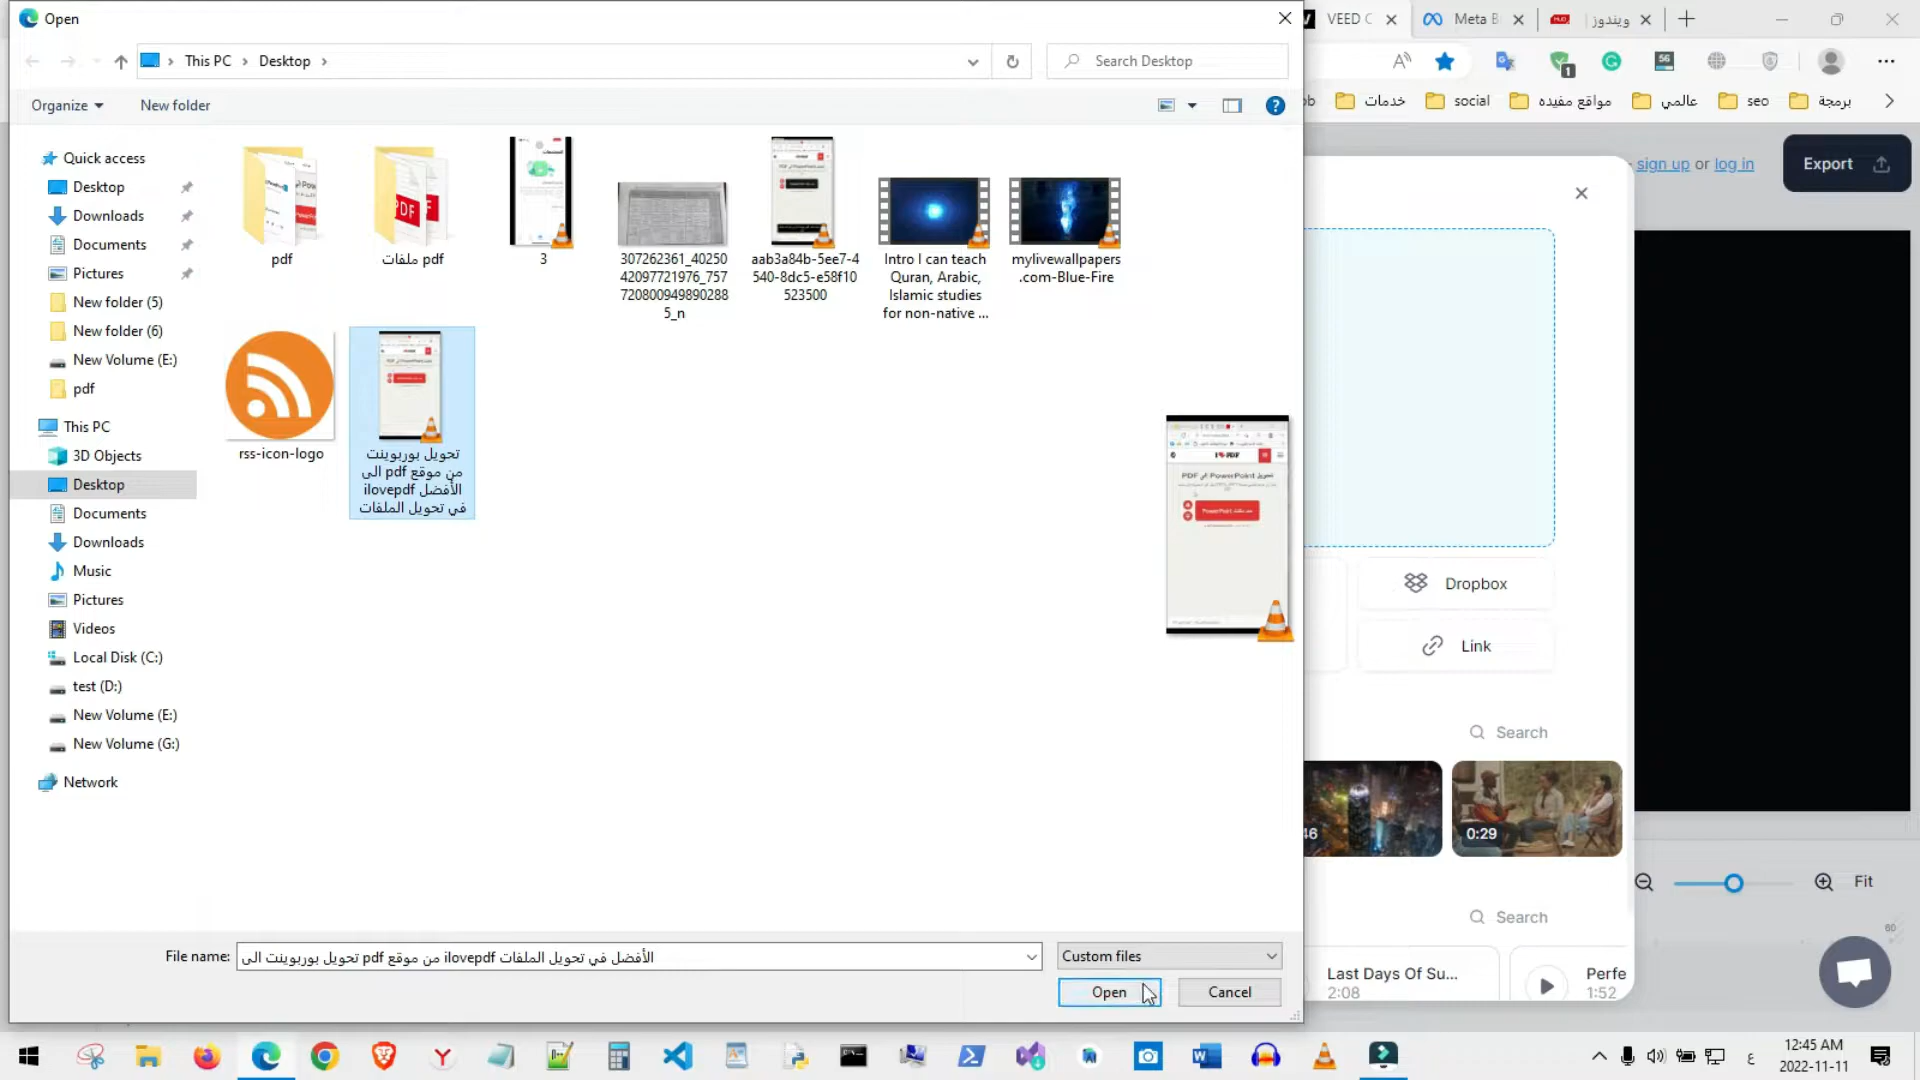 Open
VEED C
Meta B
ويندوز
This PC
Desktop
Search Desktop
خدمات
social
مواقع مفيده
عالمي
seo
برمجة
Organize
New folder
sign up or log in
Export
Quick access
Desktop
Downloads
Documents
Pictures
New folder (5)
New folder (6)
New Volume (E:)
pdf
This PC
3D Objects
Desktop
Documents
Downloads
Music
Pictures
Videos
Local Disk (C:)
test (D:)
New Volume (E:)
New Volume (G:)
Network
pdf
ملفات pdf
3
307262361_40250
42097721976_757
720800949890288
5_n
aab3a84b-5ee7-4
540-8dc5-e58f10
523500
Intro I can teach
Quran, Arabic,
Islamic studies
for non-native ...
mylivewallpapers
.com-Blue-Fire
rss-icon-logo
تحويل بوربوينت
من موقع pdf الى
الأفضل ilovepdf
في تحويل الملفات
تحويل PowerPoint الى PDF
Dropbox
Link
Search
46
0:29
Fit
Search
60
Last Days Of Su...
2:08
Perfe
1:52
File name:
تحويل بوربوينت الى pdf من موقع ilovepdf الأفضل في تحويل الملفات
Custom files
Open
Cancel
ع
12:45 AM
2022-11-11